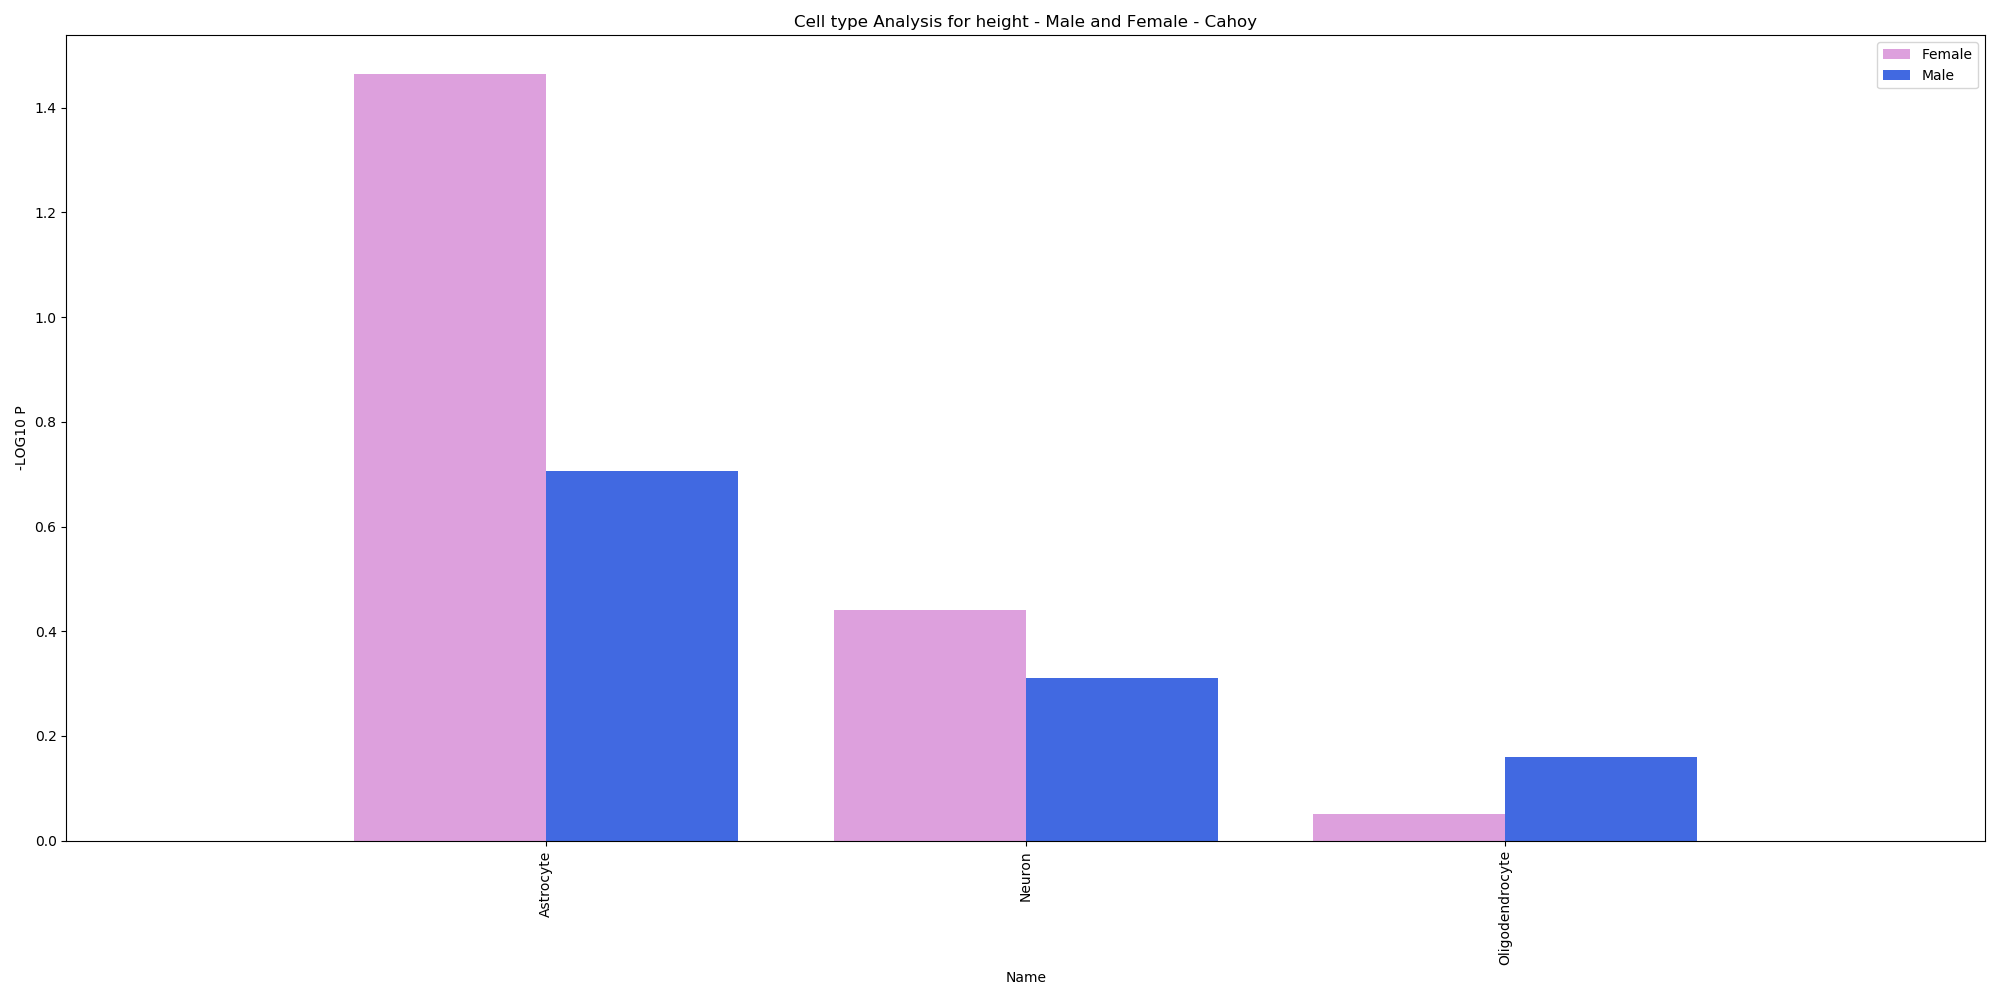 Cell type Analysis for height - Male and Female - Cahoy
Female
Male
-LOG10 P
1.4
1.2
1.0
0.8
0.6
0.4
0.2
0.0
Astrocyte
Neuron
Oligodendrocyte
Name